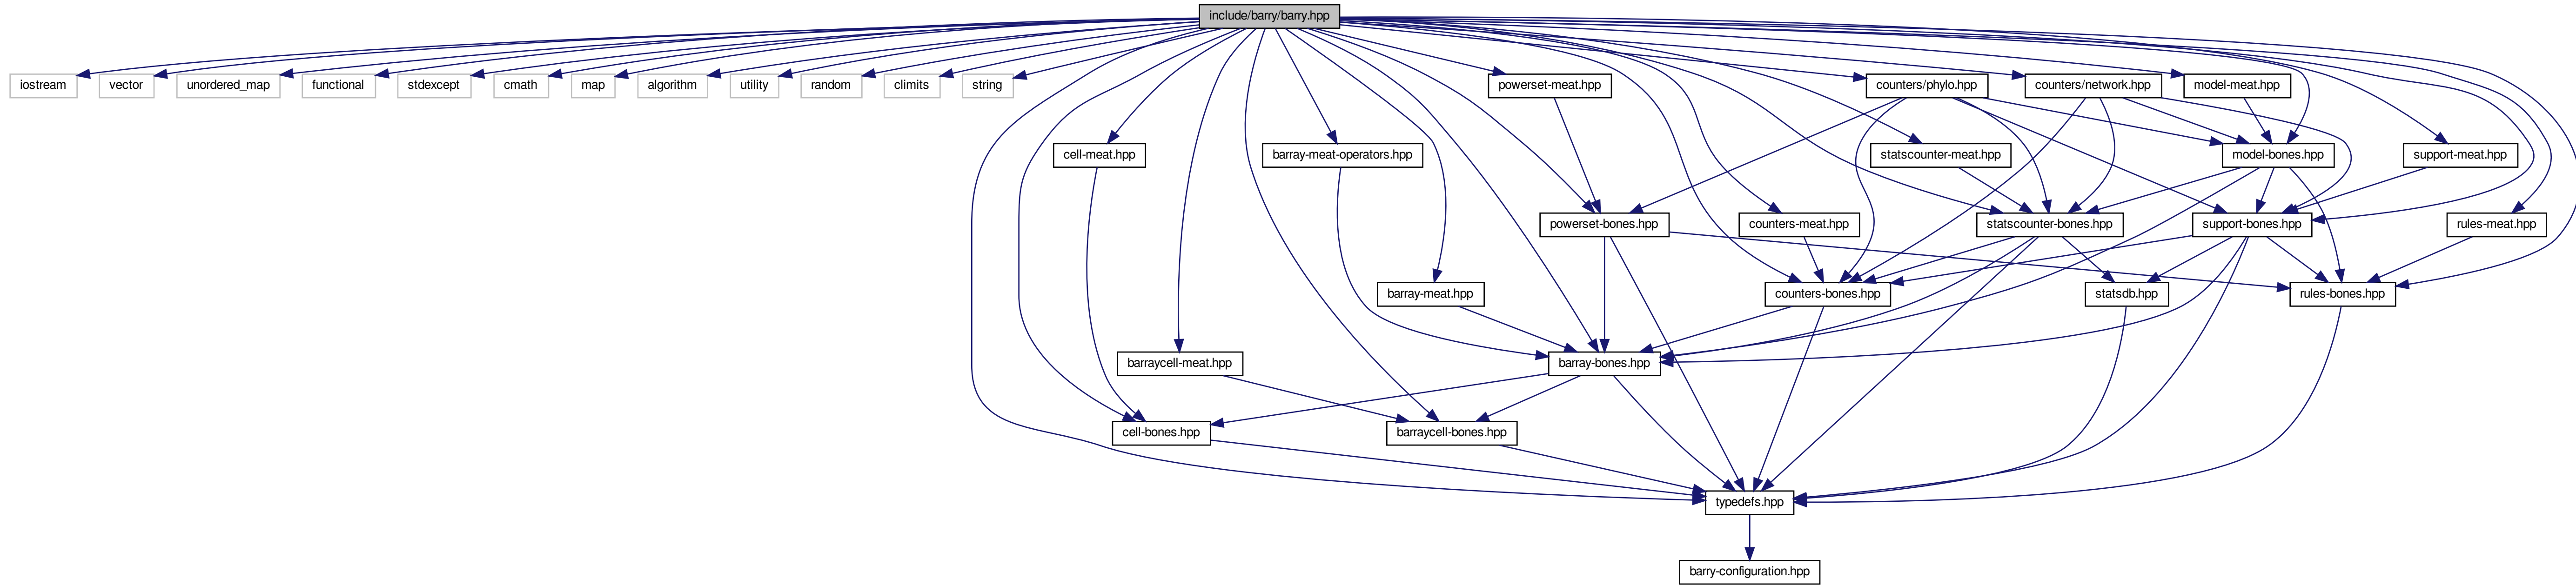 include/barry/barry.hpp
iostream
vector
unordered_map
functional
stdexcept
cmath
map
algorithm
utility
random
climits
string
powerset-meat.hpp
counters/phylo.hpp
counters/network.hpp
model-meat.hpp
cell-meat.hpp
barray-meat-operators.hpp
statscounter-meat.hpp
model-bones.hpp
support-meat.hpp
powerset-bones.hpp
counters-meat.hpp
statscounter-bones.hpp
support-bones.hpp
rules-meat.hpp
barray-meat.hpp
counters-bones.hpp
statsdb.hpp
rules-bones.hpp
barraycell-meat.hpp
barray-bones.hpp
cell-bones.hpp
barraycell-bones.hpp
typedefs.hpp
barry-configuration.hpp